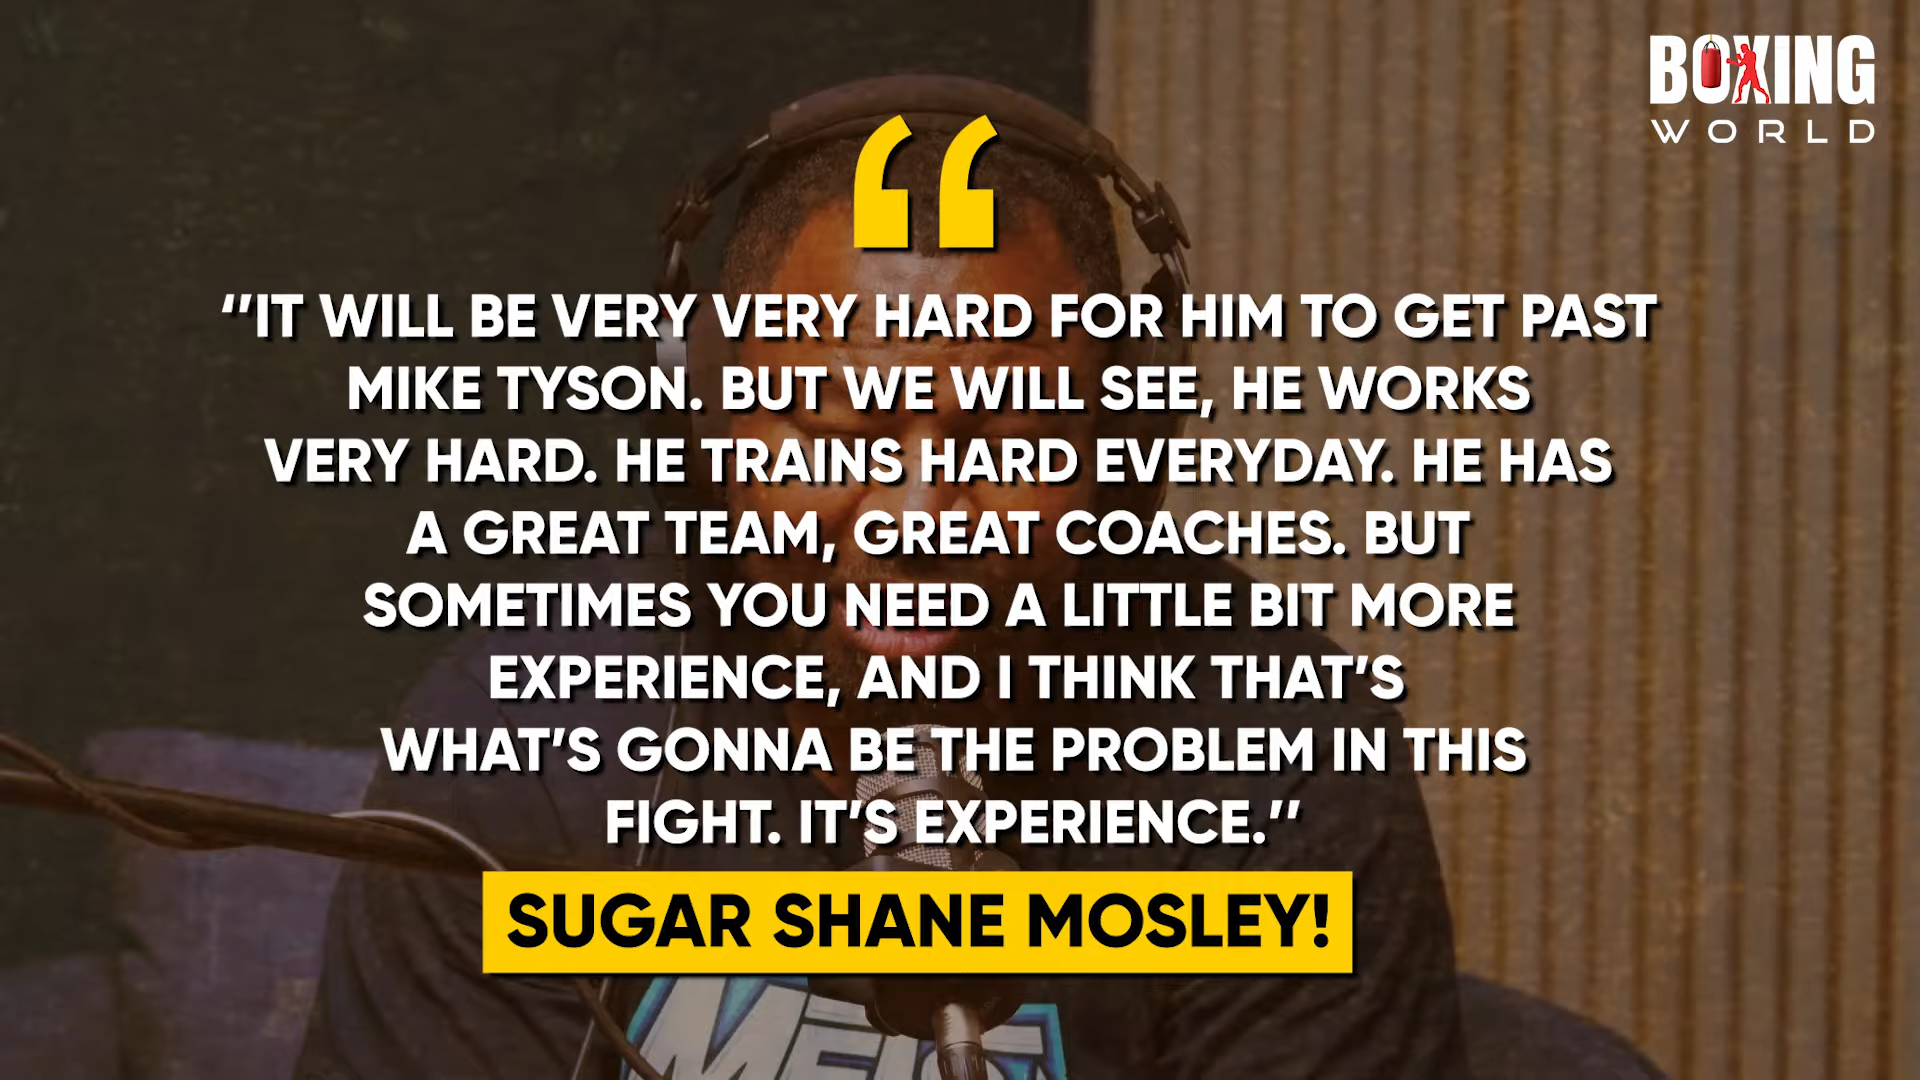 BOXING
WORLD
“
‘’IT WILL BE VERY VERY HARD FOR HIM TO GET PAST
MIKE TYSON. BUT WE WILL SEE, HE WORKS
VERY HARD. HE TRAINS HARD EVERYDAY. HE HAS
A GREAT TEAM, GREAT COACHES. BUT
SOMETIMES YOU NEED A LITTLE BIT MORE
EXPERIENCE, AND I THINK THAT’S
WHAT’S GONNA BE THE PROBLEM IN THIS
FIGHT. IT’S EXPERIENCE.’’
SUGAR SHANE MOSLEY!